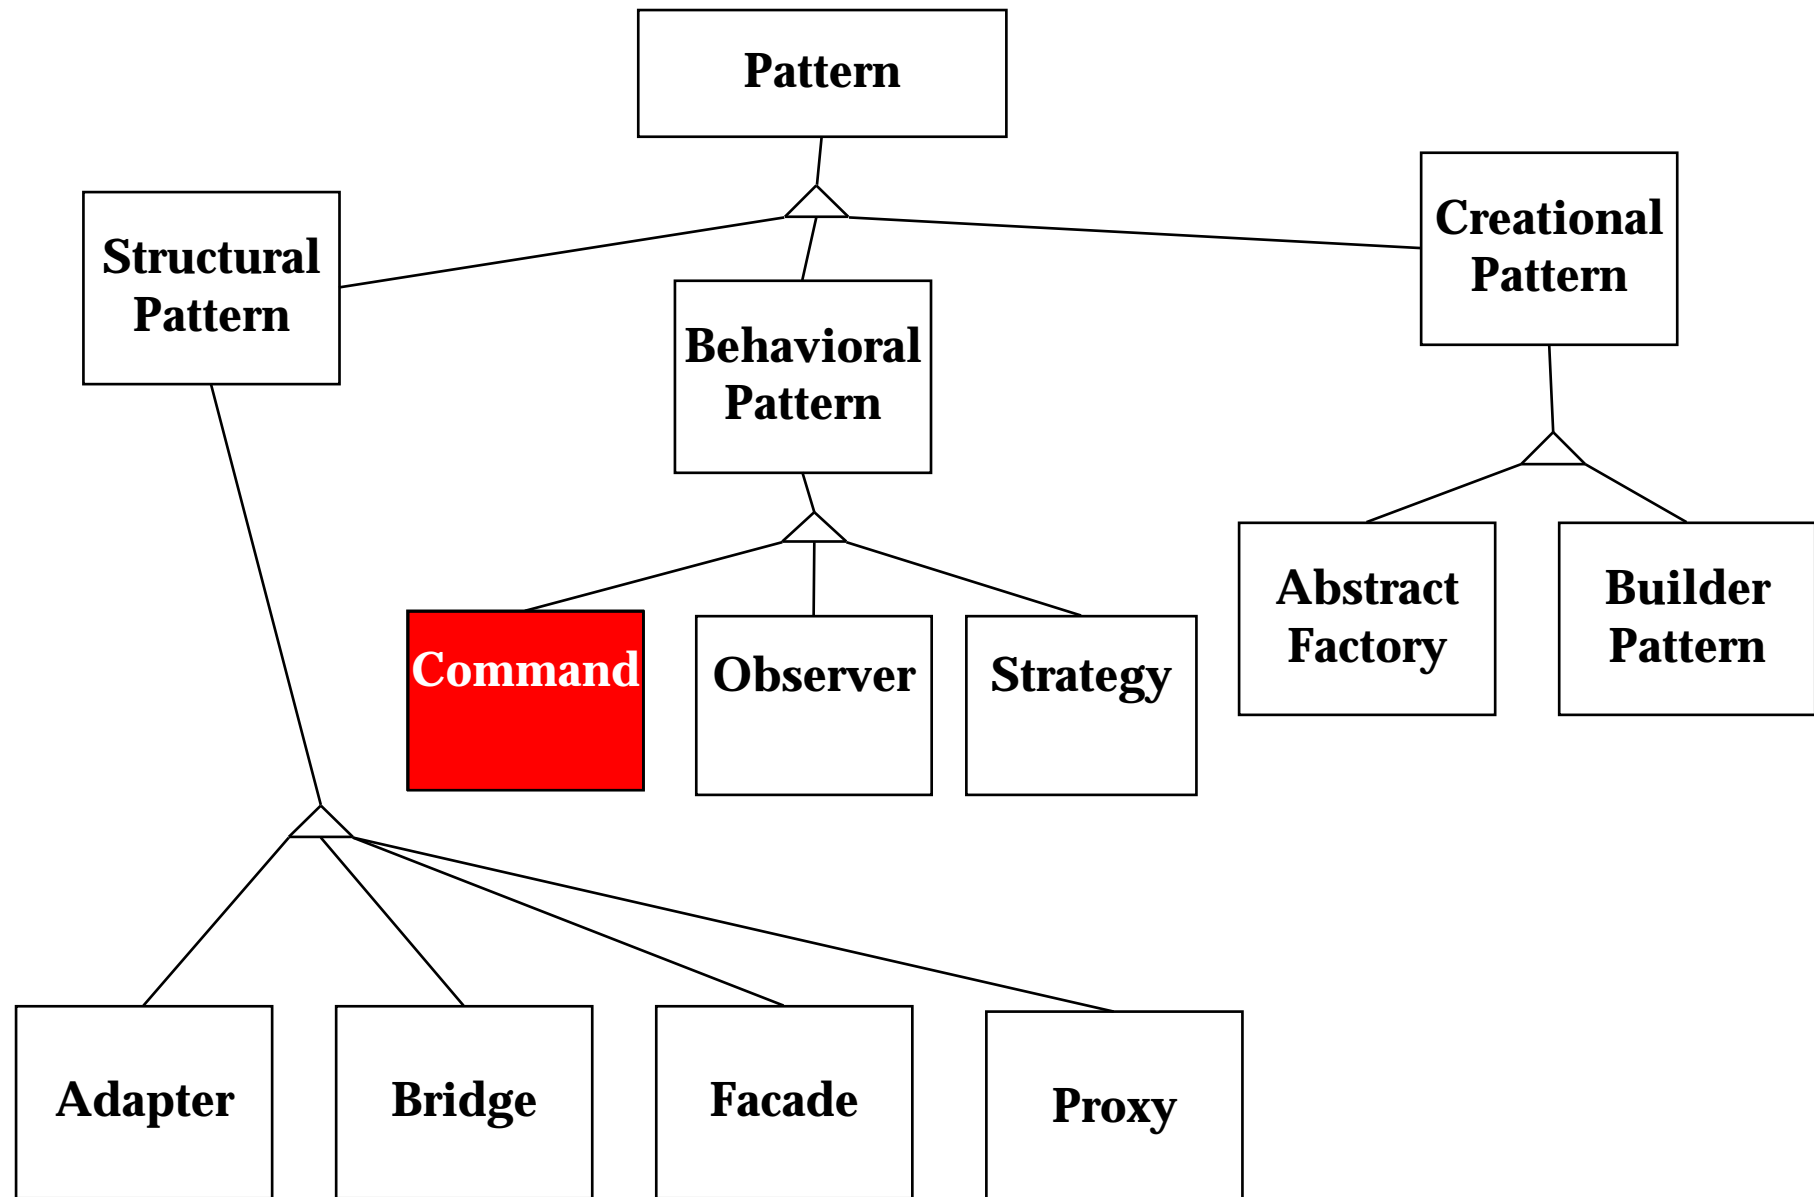 Pattern
Structural
Pattern
Behavioral
Pattern
Creational
Pattern
Command
Observer
Strategy
Abstract
Factory
Builder
Pattern
Adapter
Bridge
Facade
Proxy